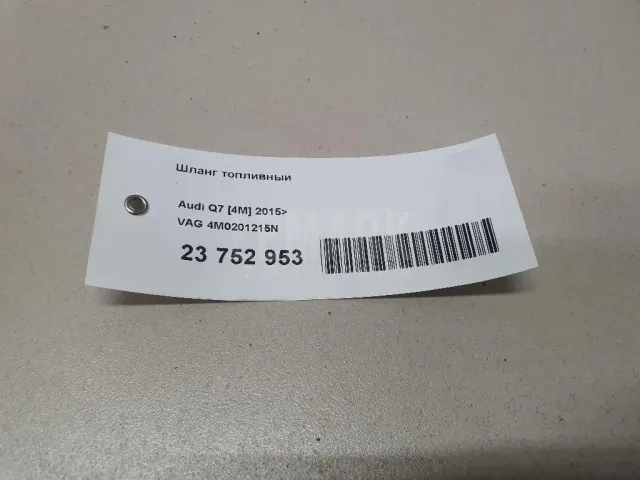 Шланг топливный
Audi Q7 [4M] 2015>
VAG 4M0201215N
23 752 953